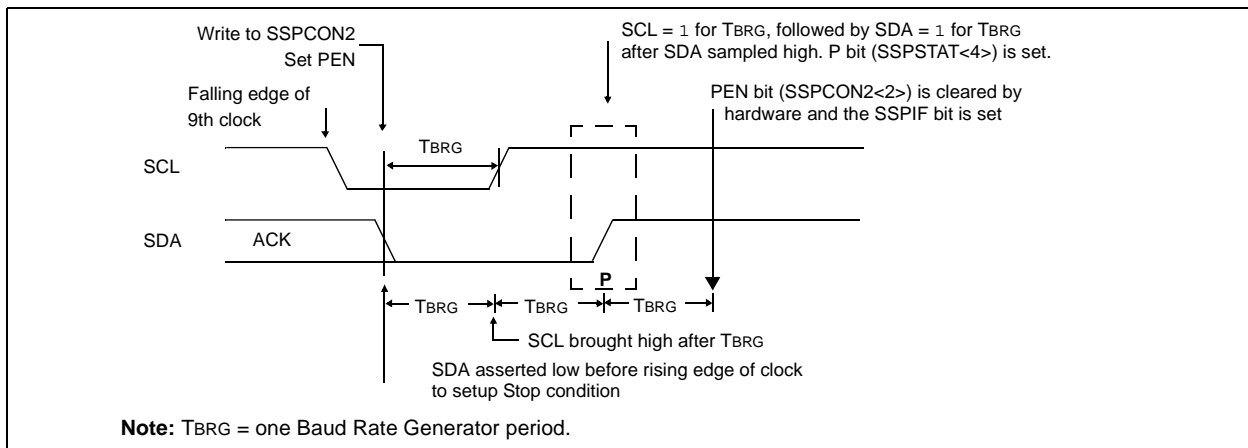 Write to SSPCON2
Set PEN
SCL = 1 for TBRG, followed by SDA = 1 for TBRG
after SDA sampled high. P bit (SSPSTAT<4>) is set.
Falling edge of
9th clock
PEN bit (SSPCON2<2>) is cleared by
hardware and the SSPIF bit is set
TBRG
SCL
SDA
ACK
P
TBRG
TBRG
TBRG
SCL brought high after TBRG
SDA asserted low before rising edge of clock
to setup Stop condition
Note: TBRG = one Baud Rate Generator period.